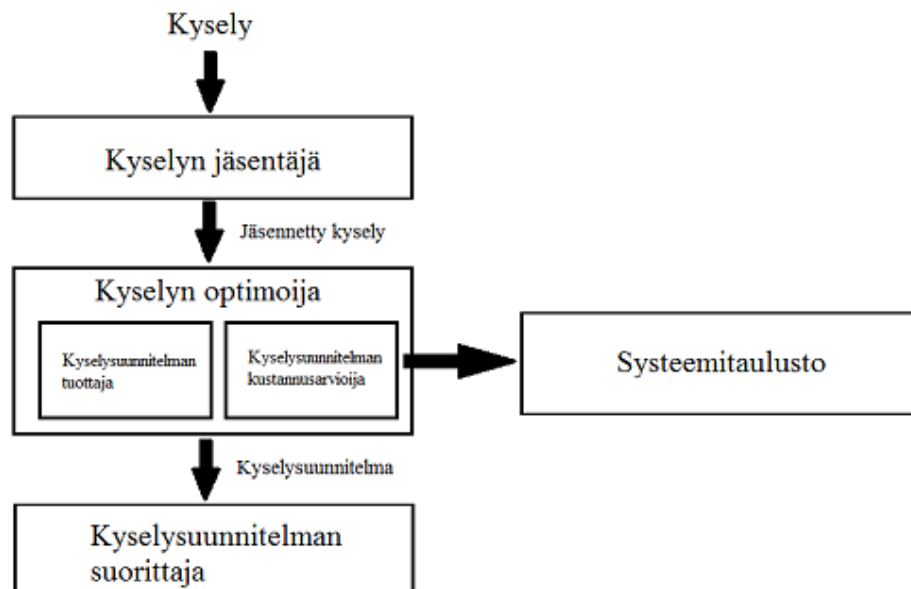 Kysely
Kyselyn jäsentäjä
Jäsennetty kysely
Kyselyn optimoija
Kyselysuunnitelman
tuottaja
Kyselysuunnitelman
kustannusarvioija
Systeemitaulusto
Kyselysuunnitelma
Kyselysuunnitelman
suorittaja